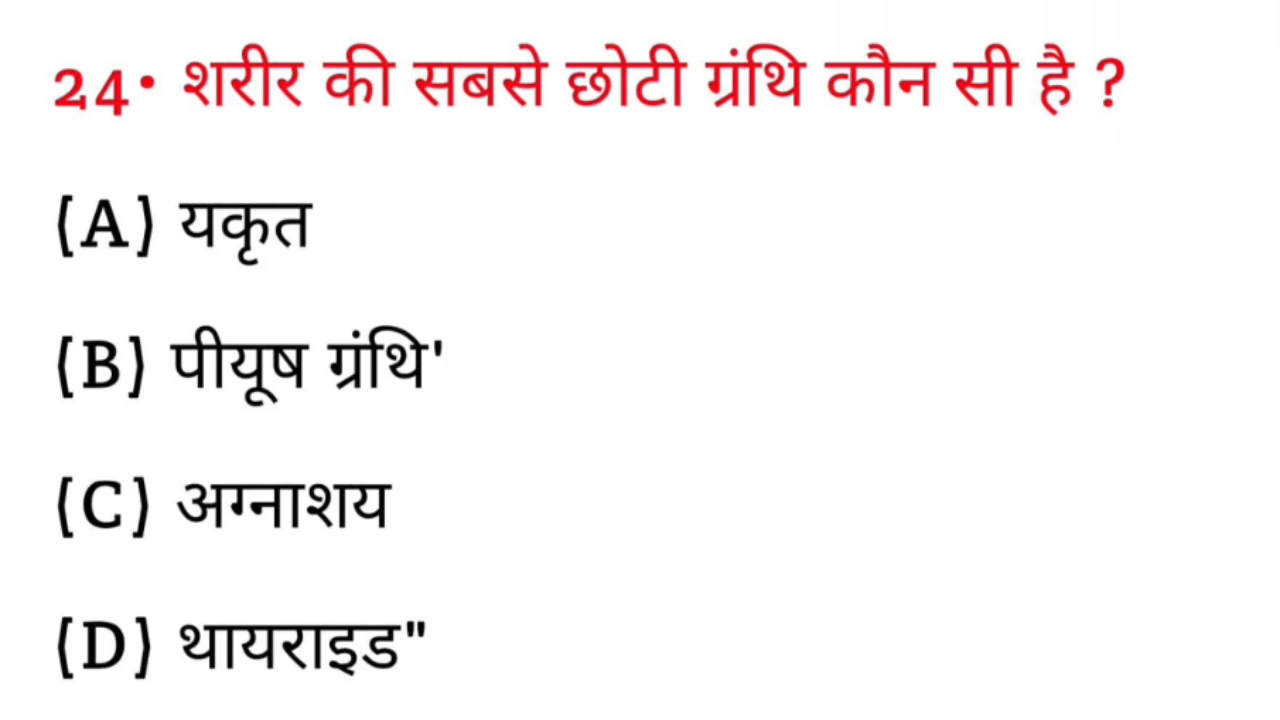 24• शरीर की सबसे छोटी ग्रंथि कौन सी है ?
(A) यकृत
(B) पीयूष ग्रंथि'
(C) अग्नाशय
(D) थायराइड"